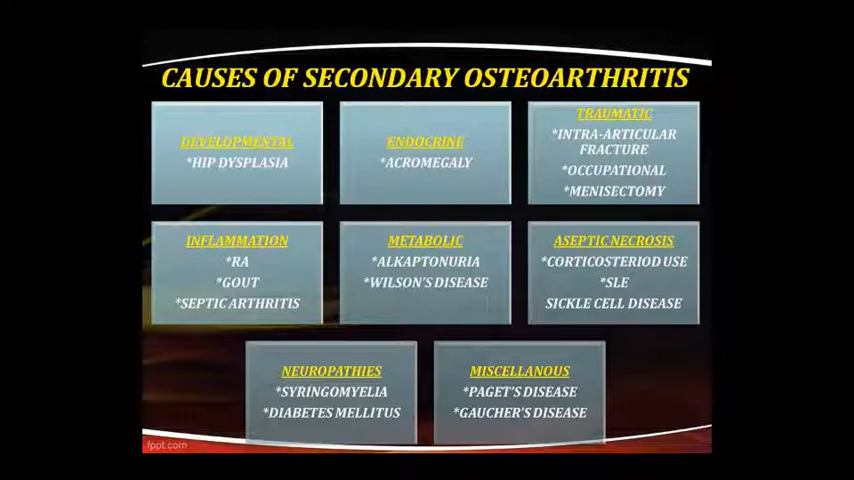 CAUSES OF SECONDARY OSTEOARTHRITIS
DEVELOPMENTAL
*HIP DYSPLASIA
ENDOCRINE
*ACROMEGALY
TRAUMATIC
*INTRA-ARTICULAR
FRACTURE
*OCCUPATIONAL
*MENISECTOMY
INFLAMMATION
*RA
*GOUT
*SEPTIC ARTHRITIS
METABOLIC
*ALKAPTONURIA
*WILSON'S DISEASE
ASEPTIC NECROSIS
*CORTICOSTERIOD USE
*SLE
SICKLE CELL DISEASE
NEUROPATHIES
*SYRINGOMYELIA
*DIABETES MELLITUS
MISCELLANOUS
*PAGET'S DISEASE
*GAUCHER'S DISEASE
fppt.com